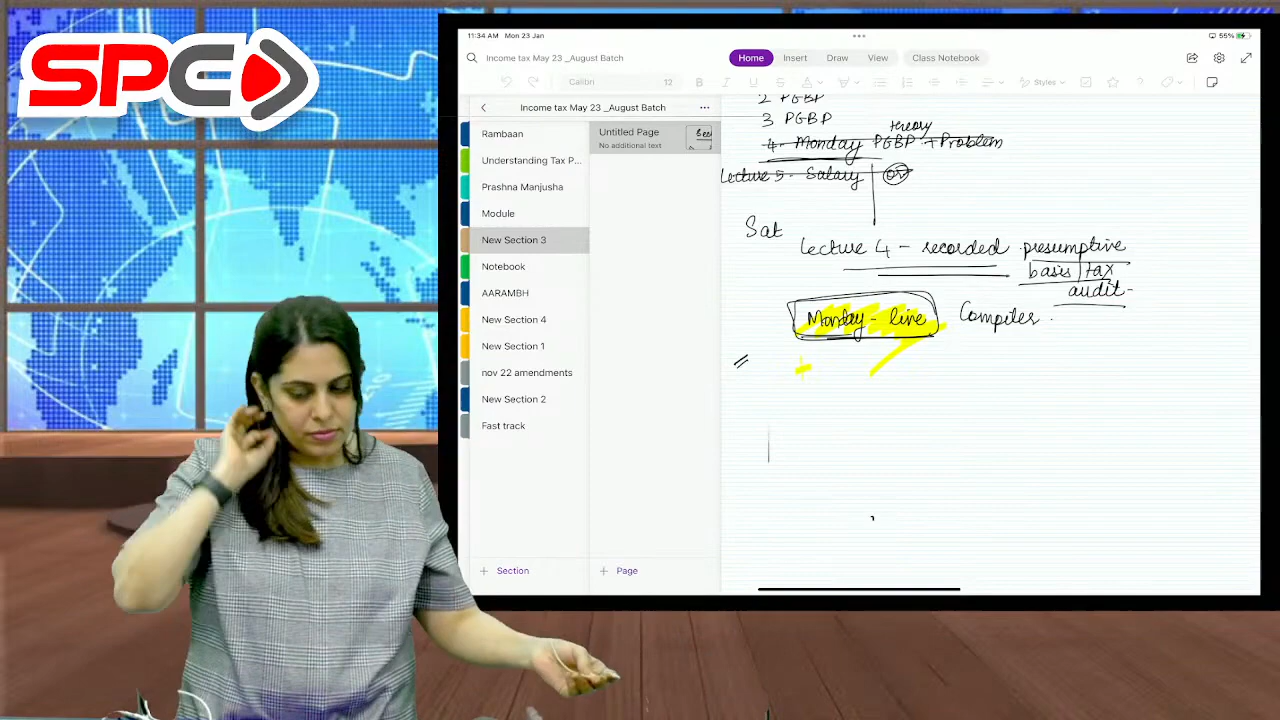 SPC
11:34 AM Mon 23 Jan
55%
Income tax May 23 _August Batch
Home
Insert
Draw
View
Class Notebook
Calibri
12
B
I
U
S
A
Styles
Income tax May 23 _August Batch
Rambaan
Understanding Tax P...
Prashna Manjusha
Module
New Section 3
Notebook
AARAMBH
New Section 4
New Section 1
nov 22 amendments
New Section 2
Fast track
+ Section
Untitled Page
No additional text
+ Page
2 PGBP
3 PGBP
theory
4 - Monday PGBP + Problem
Lecture 5 - Salary
Sat
Lecture 4 - recorded presumptive
basis tax
audit-
Monday - live Compiler.
+